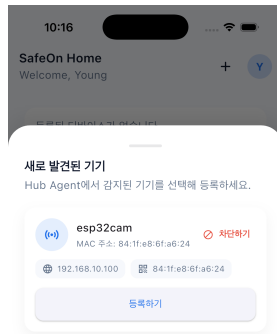 10:16
SafeOn Home
Welcome, Young
+
Y
새로 발견된 기기
Hub Agent에서 감지된 기기를 선택해 등록하세요.
esp32cam
차단하기
MAC 주소: 84:1f:e8:6f:a6:24
192.168.10.100
84:1f:e8:6f:a6:24
등록하기